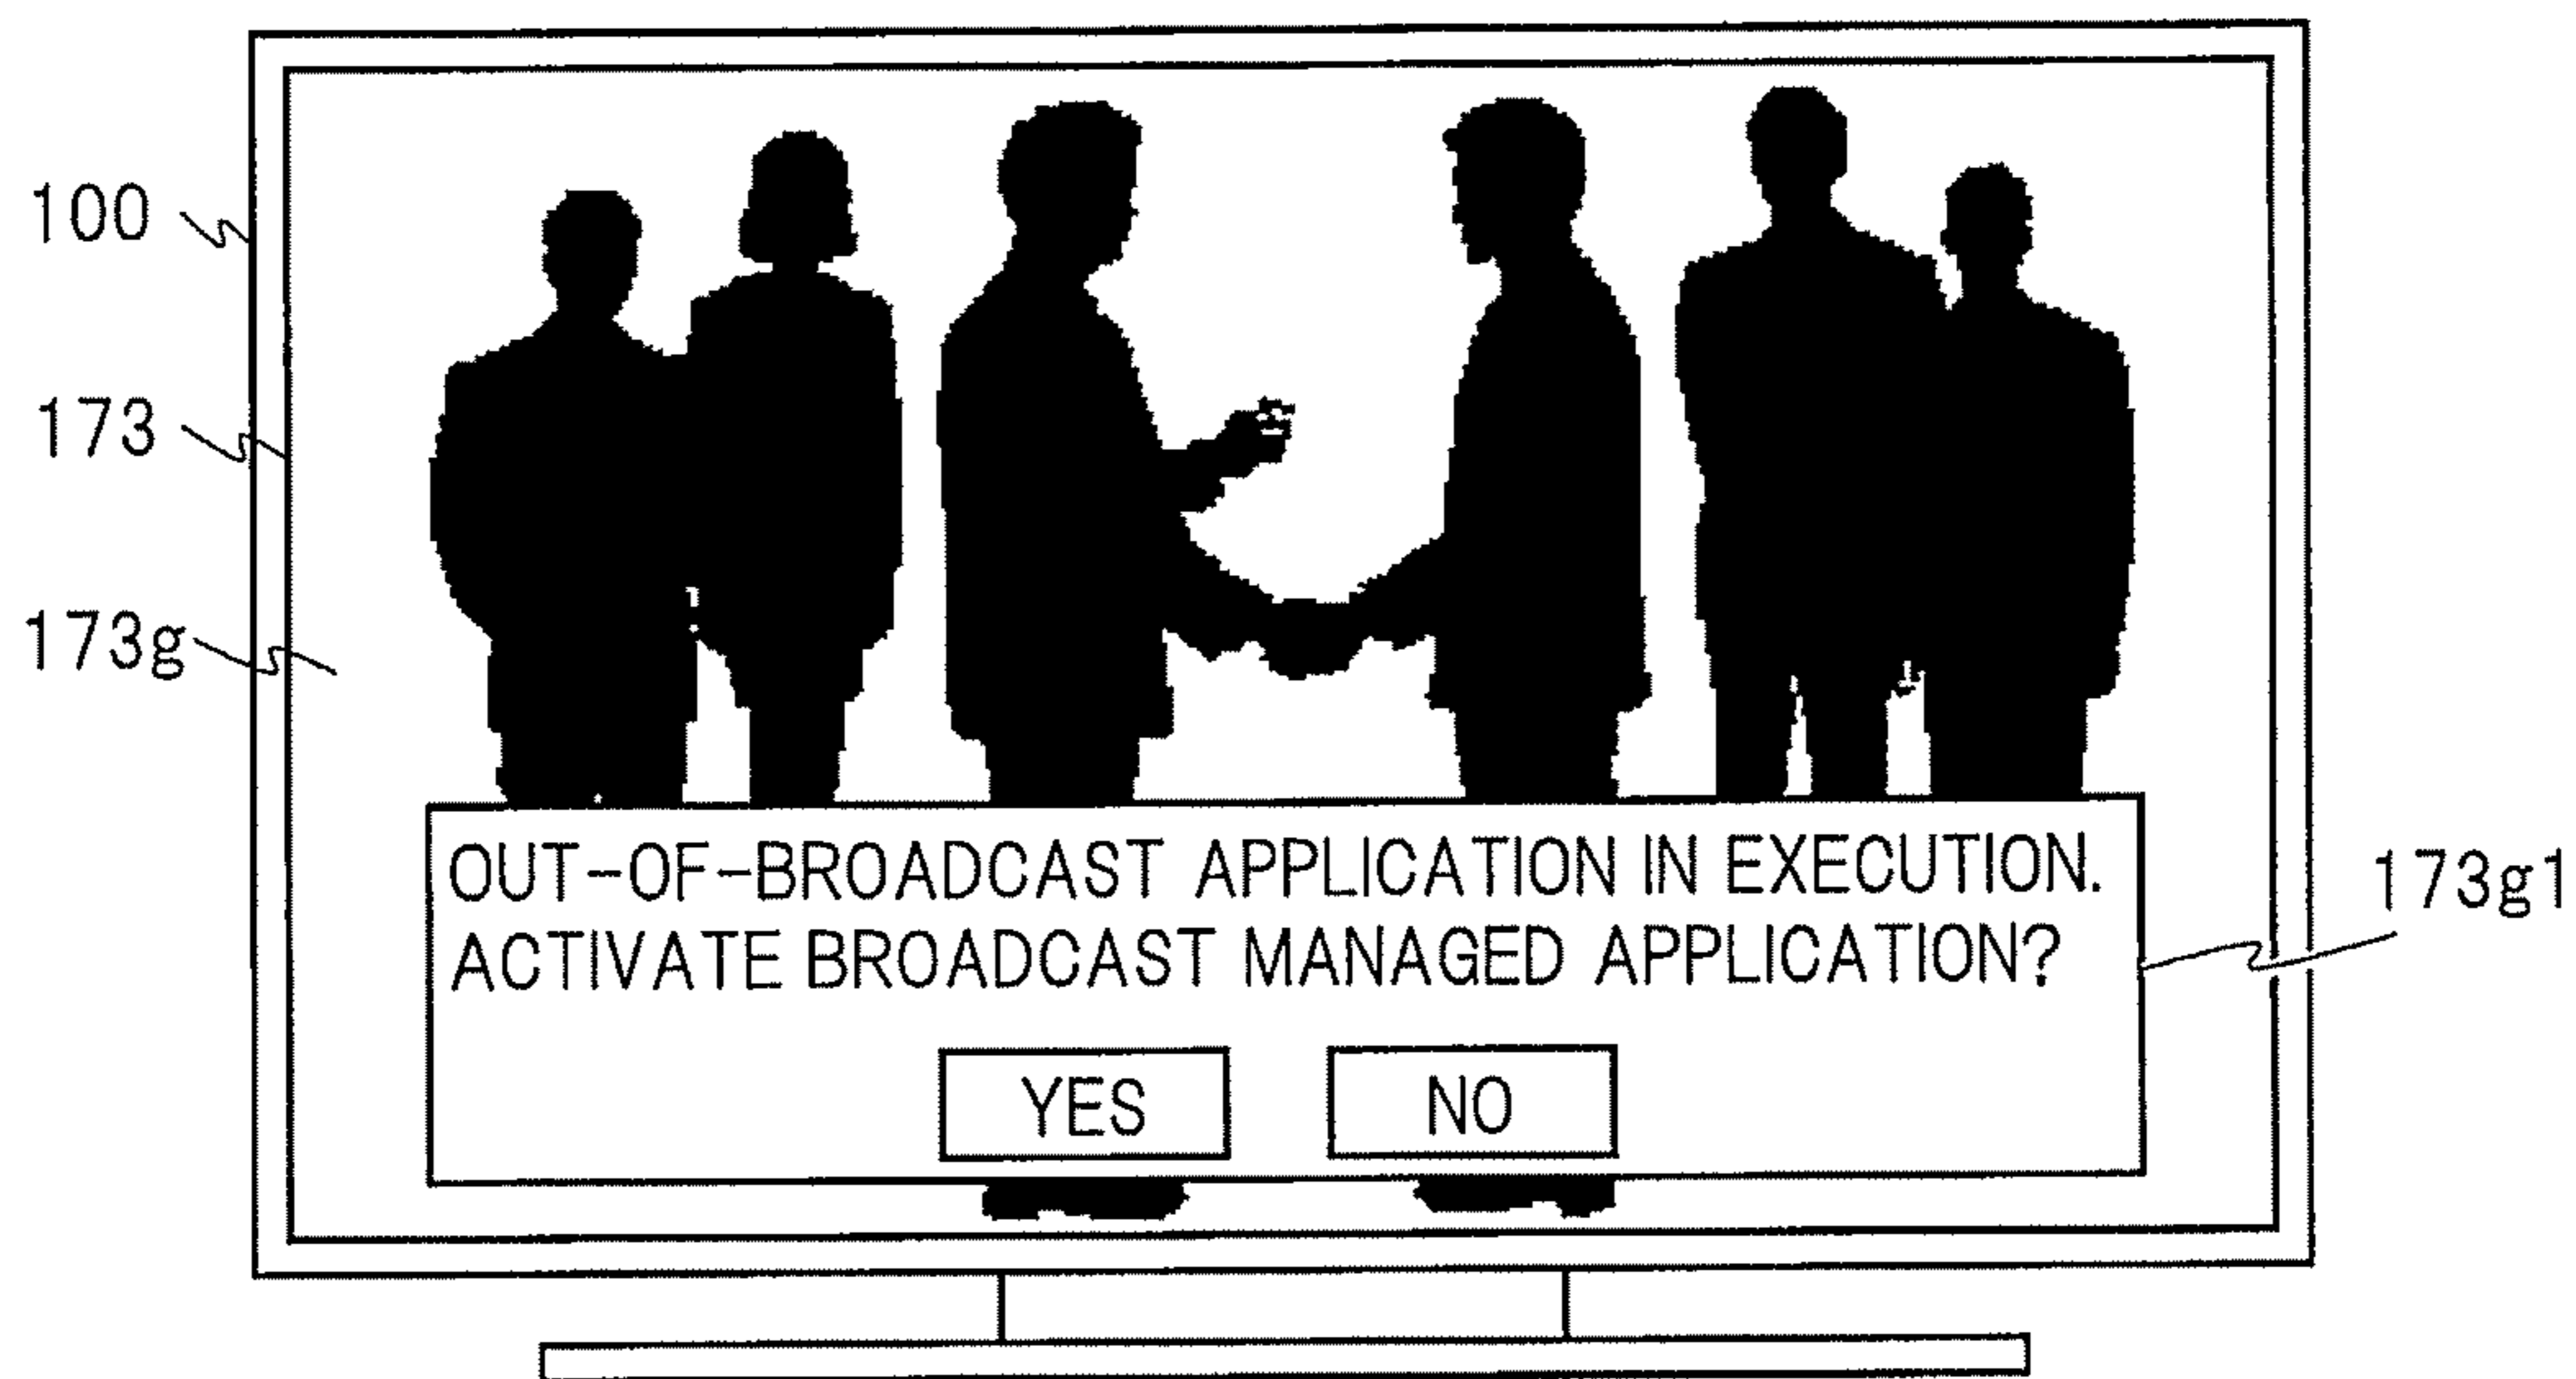 100
173
173g
OUT-OF-BROADCAST APPLICATION IN EXECUTION.
ACTIVATE BROADCAST MANAGED APPLICATION?
173g1
YES
NO